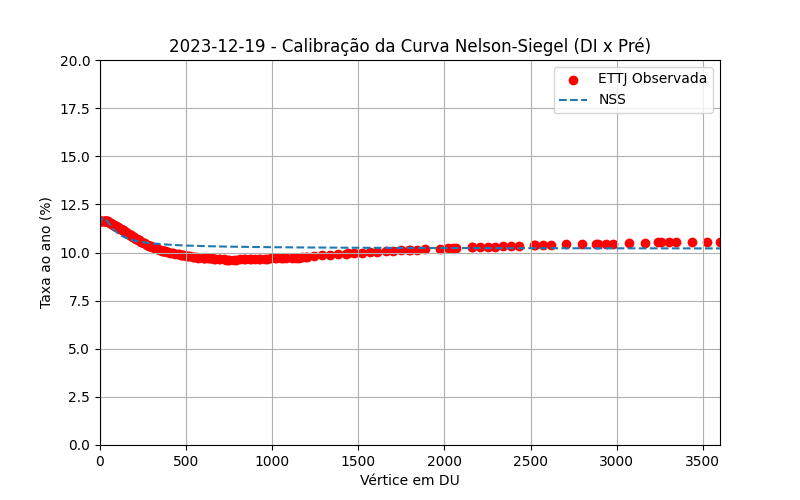 2023-12-19 - Calibração da Curva Nelson-Siegel (DI x Pré)
ETTJ Observada
NSS
Taxa ao ano (%)
20.0
17.5
15.0
12.5
10.0
7.5
5.0
2.5
0.0
0 500 1000 1500 2000 2500 3000 3500
Vértice em DU